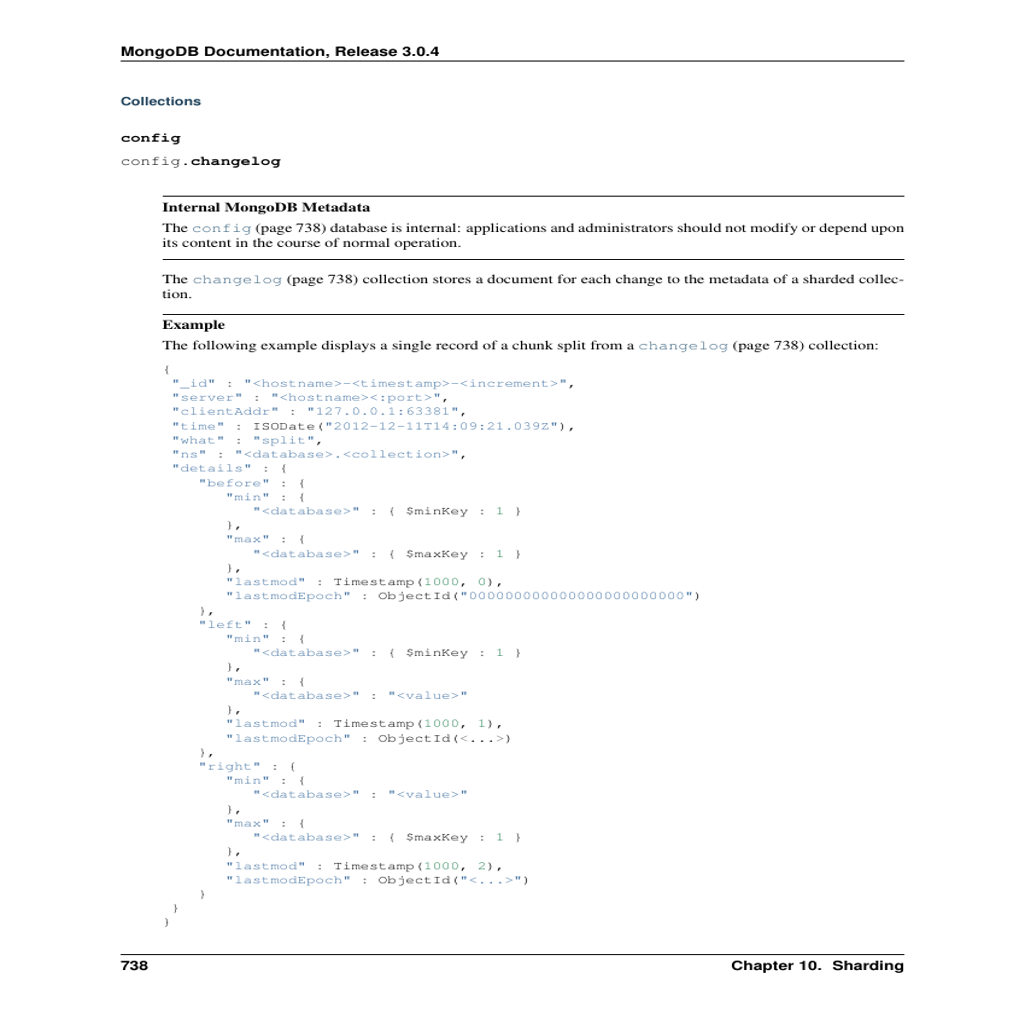 MongoDB Documentation, Release 3.0.4
Collections
config
config.changelog
Internal MongoDB Metadata
The config (page 738) database is internal: applications and administrators should not modify or depend upon
its content in the course of normal operation.
The changelog (page 738) collection stores a document for each change to the metadata of a sharded collec-
tion.
Example
The following example displays a single record of a chunk split from a changelog (page 738) collection:
{
"_id" : "<hostname>-<timestamp>-<increment>",
"server" : "<hostname><:port>",
"clientAddr" : "127.0.0.1:63381",
"time" : ISODate("2012-12-11T14:09:21.039Z"),
"what" : "split",
"ns" : "<database>.<collection>",
"details" : {
"before" : {
"min" : {
"<database>" : { $minKey : 1 }
},
"max" : {
"<database>" : { $maxKey : 1 }
},
"lastmod" : Timestamp(1000, 0),
"lastmodEpoch" : ObjectId("000000000000000000000000")
},
"left" : {
"min" : {
"<database>" : { $minKey : 1 }
},
"max" : {
"<database>" : "<value>"
},
"lastmod" : Timestamp(1000, 1),
"lastmodEpoch" : ObjectId(<...>)
},
"right" : {
"min" : {
"<database>" : "<value>"
},
"max" : {
"<database>" : { $maxKey : 1 }
},
"lastmod" : Timestamp(1000, 2),
"lastmodEpoch" : ObjectId("<...>")
}
}
}
738 Chapter 10. Sharding